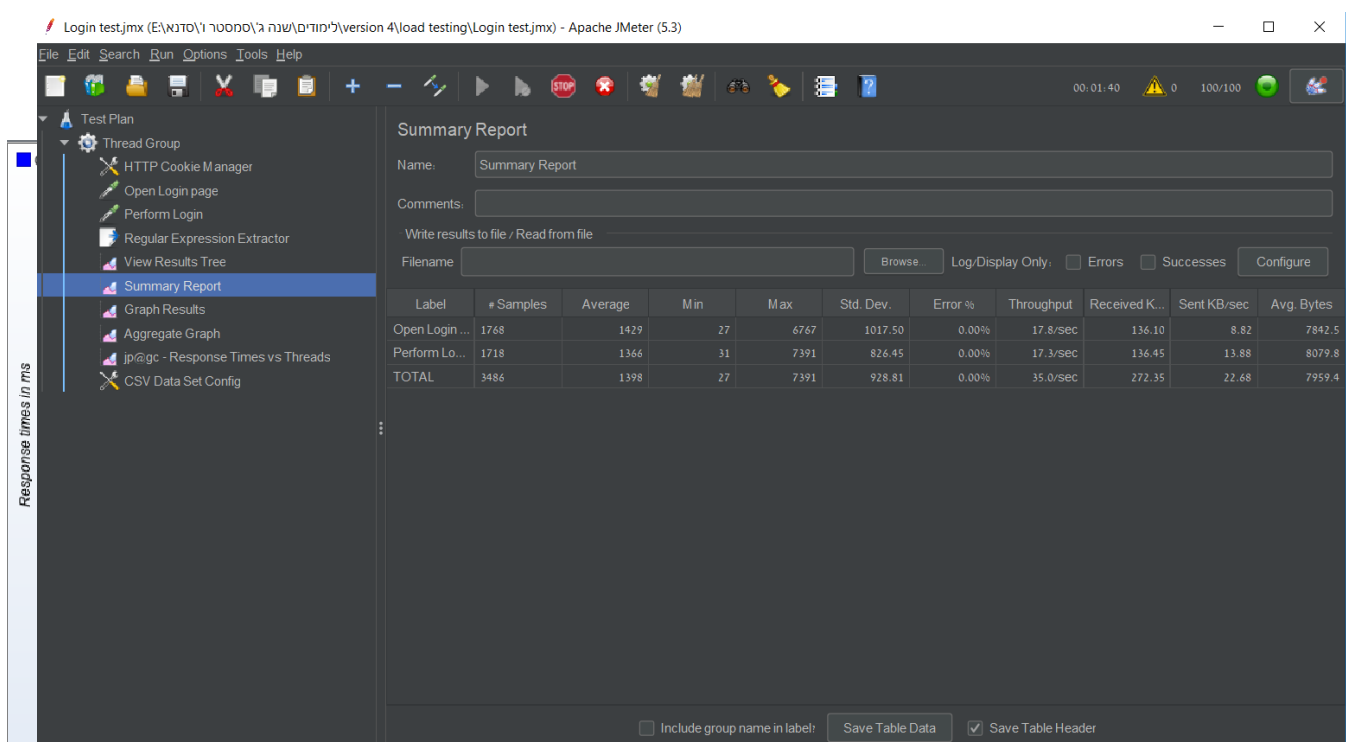 Login test.jmx (E:\לימודים\שנה ג'\סמסטר ו'\סדנא\version 4\load testing\Login test.jmx) - Apache JMeter (5.3)
File Edit Search Run Options Tools Help
STOP
00:01:40 0 100/100
Test Plan
Thread Group
HTTP Cookie Manager
Open Login page
Perform Login
Regular Expression Extractor
View Results Tree
Summary Report
Graph Results
Aggregate Graph
jp@gc - Response Times vs Threads
CSV Data Set Config
Response times in ms
Summary Report
Name: Summary Report
Comments:
Write results to file / Read from file
Filename Browse... Log/Display Only: Errors Successes Configure
Label # Samples Average Min Max Std. Dev. Error % Throughput Received K... Sent KB/sec Avg. Bytes
Open Login ... 1768 1429 27 6767 1017.50 0.00% 17.8/sec 136.10 8.82 7842.5
Perform Lo... 1718 1366 31 7391 826.45 0.00% 17.3/sec 136.45 13.88 8079.8
TOTAL 3486 1398 27 7391 928.81 0.00% 35.0/sec 272.35 22.68 7959.4
Include group name in label? Save Table Data Save Table Header